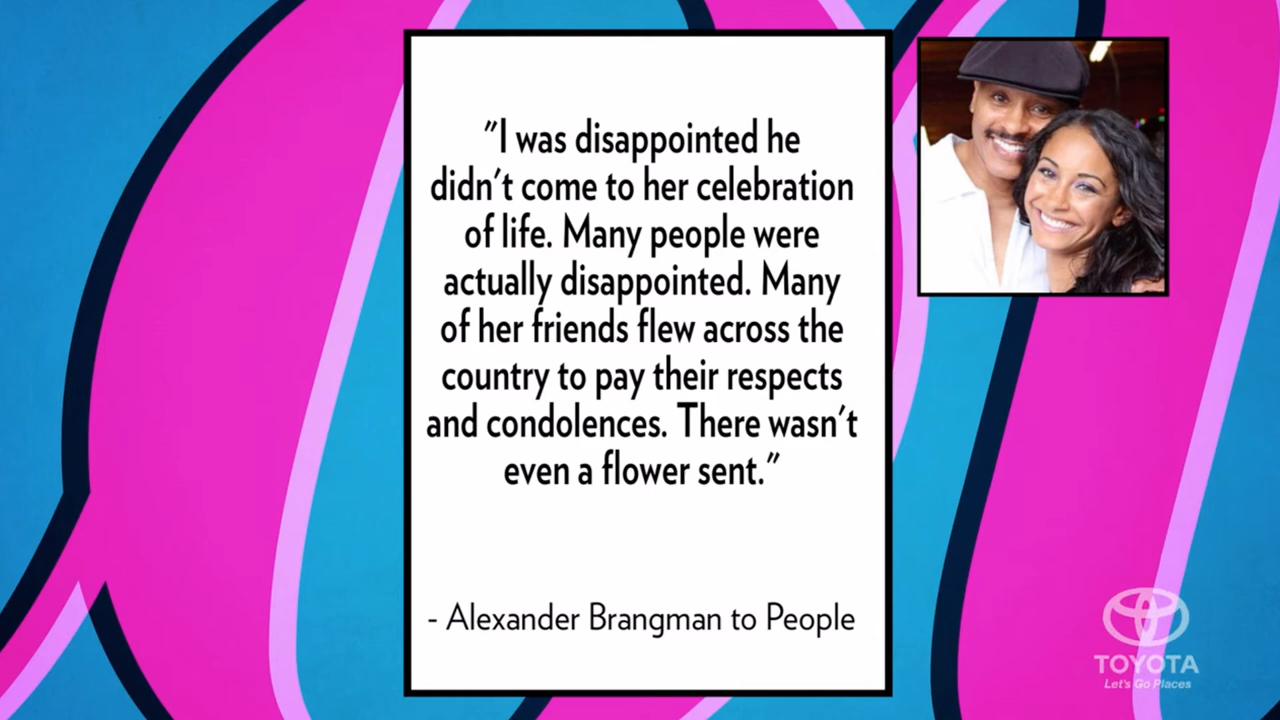 "I was disappointed he
didn't come to her celebration
of life. Many people were
actually disappointed. Many
of her friends flew across the
country to pay their respects
and condolences. There wasn't
even a flower sent."
- Alexander Brangman to People
TOYOTA
Let's Go Places